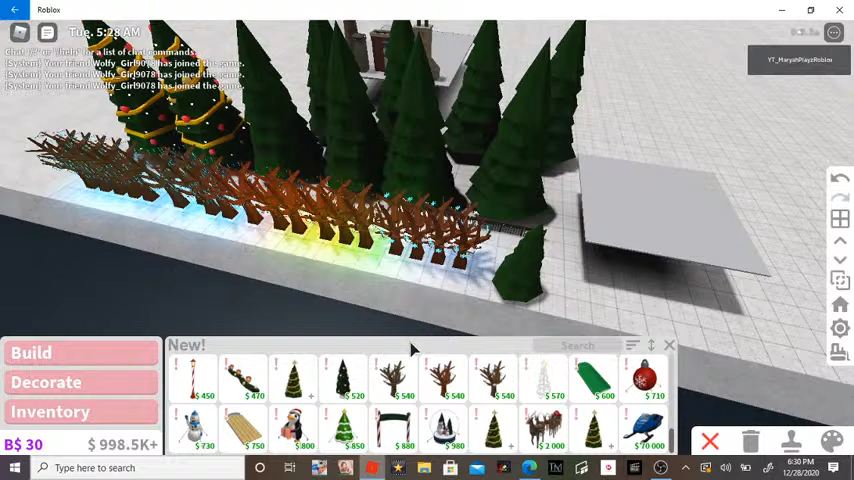 Roblox
Tue. 5:28 AM
Chat '/?' or '/help' for a list of chat commands.
[System] Your friend Wolfy_Girl9078 has joined the game.
[System] Your friend Wolfy_Girl9078 has joined the game.
[System] Your friend Wolfy_Girl9078 has joined the game.
YT_MaryahPlayzRoblox
New!
Search
Build
Decorate
Inventory
B$ 30
$ 998.5K+
$ 450
$ 470
$ 520
$ 540
$ 540
$ 540
$ 570
$ 600
$ 710
$ 730
$ 750
$ 800
$ 850
$ 880
$ 980
$ 2 000
$ 70 000
Type here to search
6:30 PM
12/28/2020